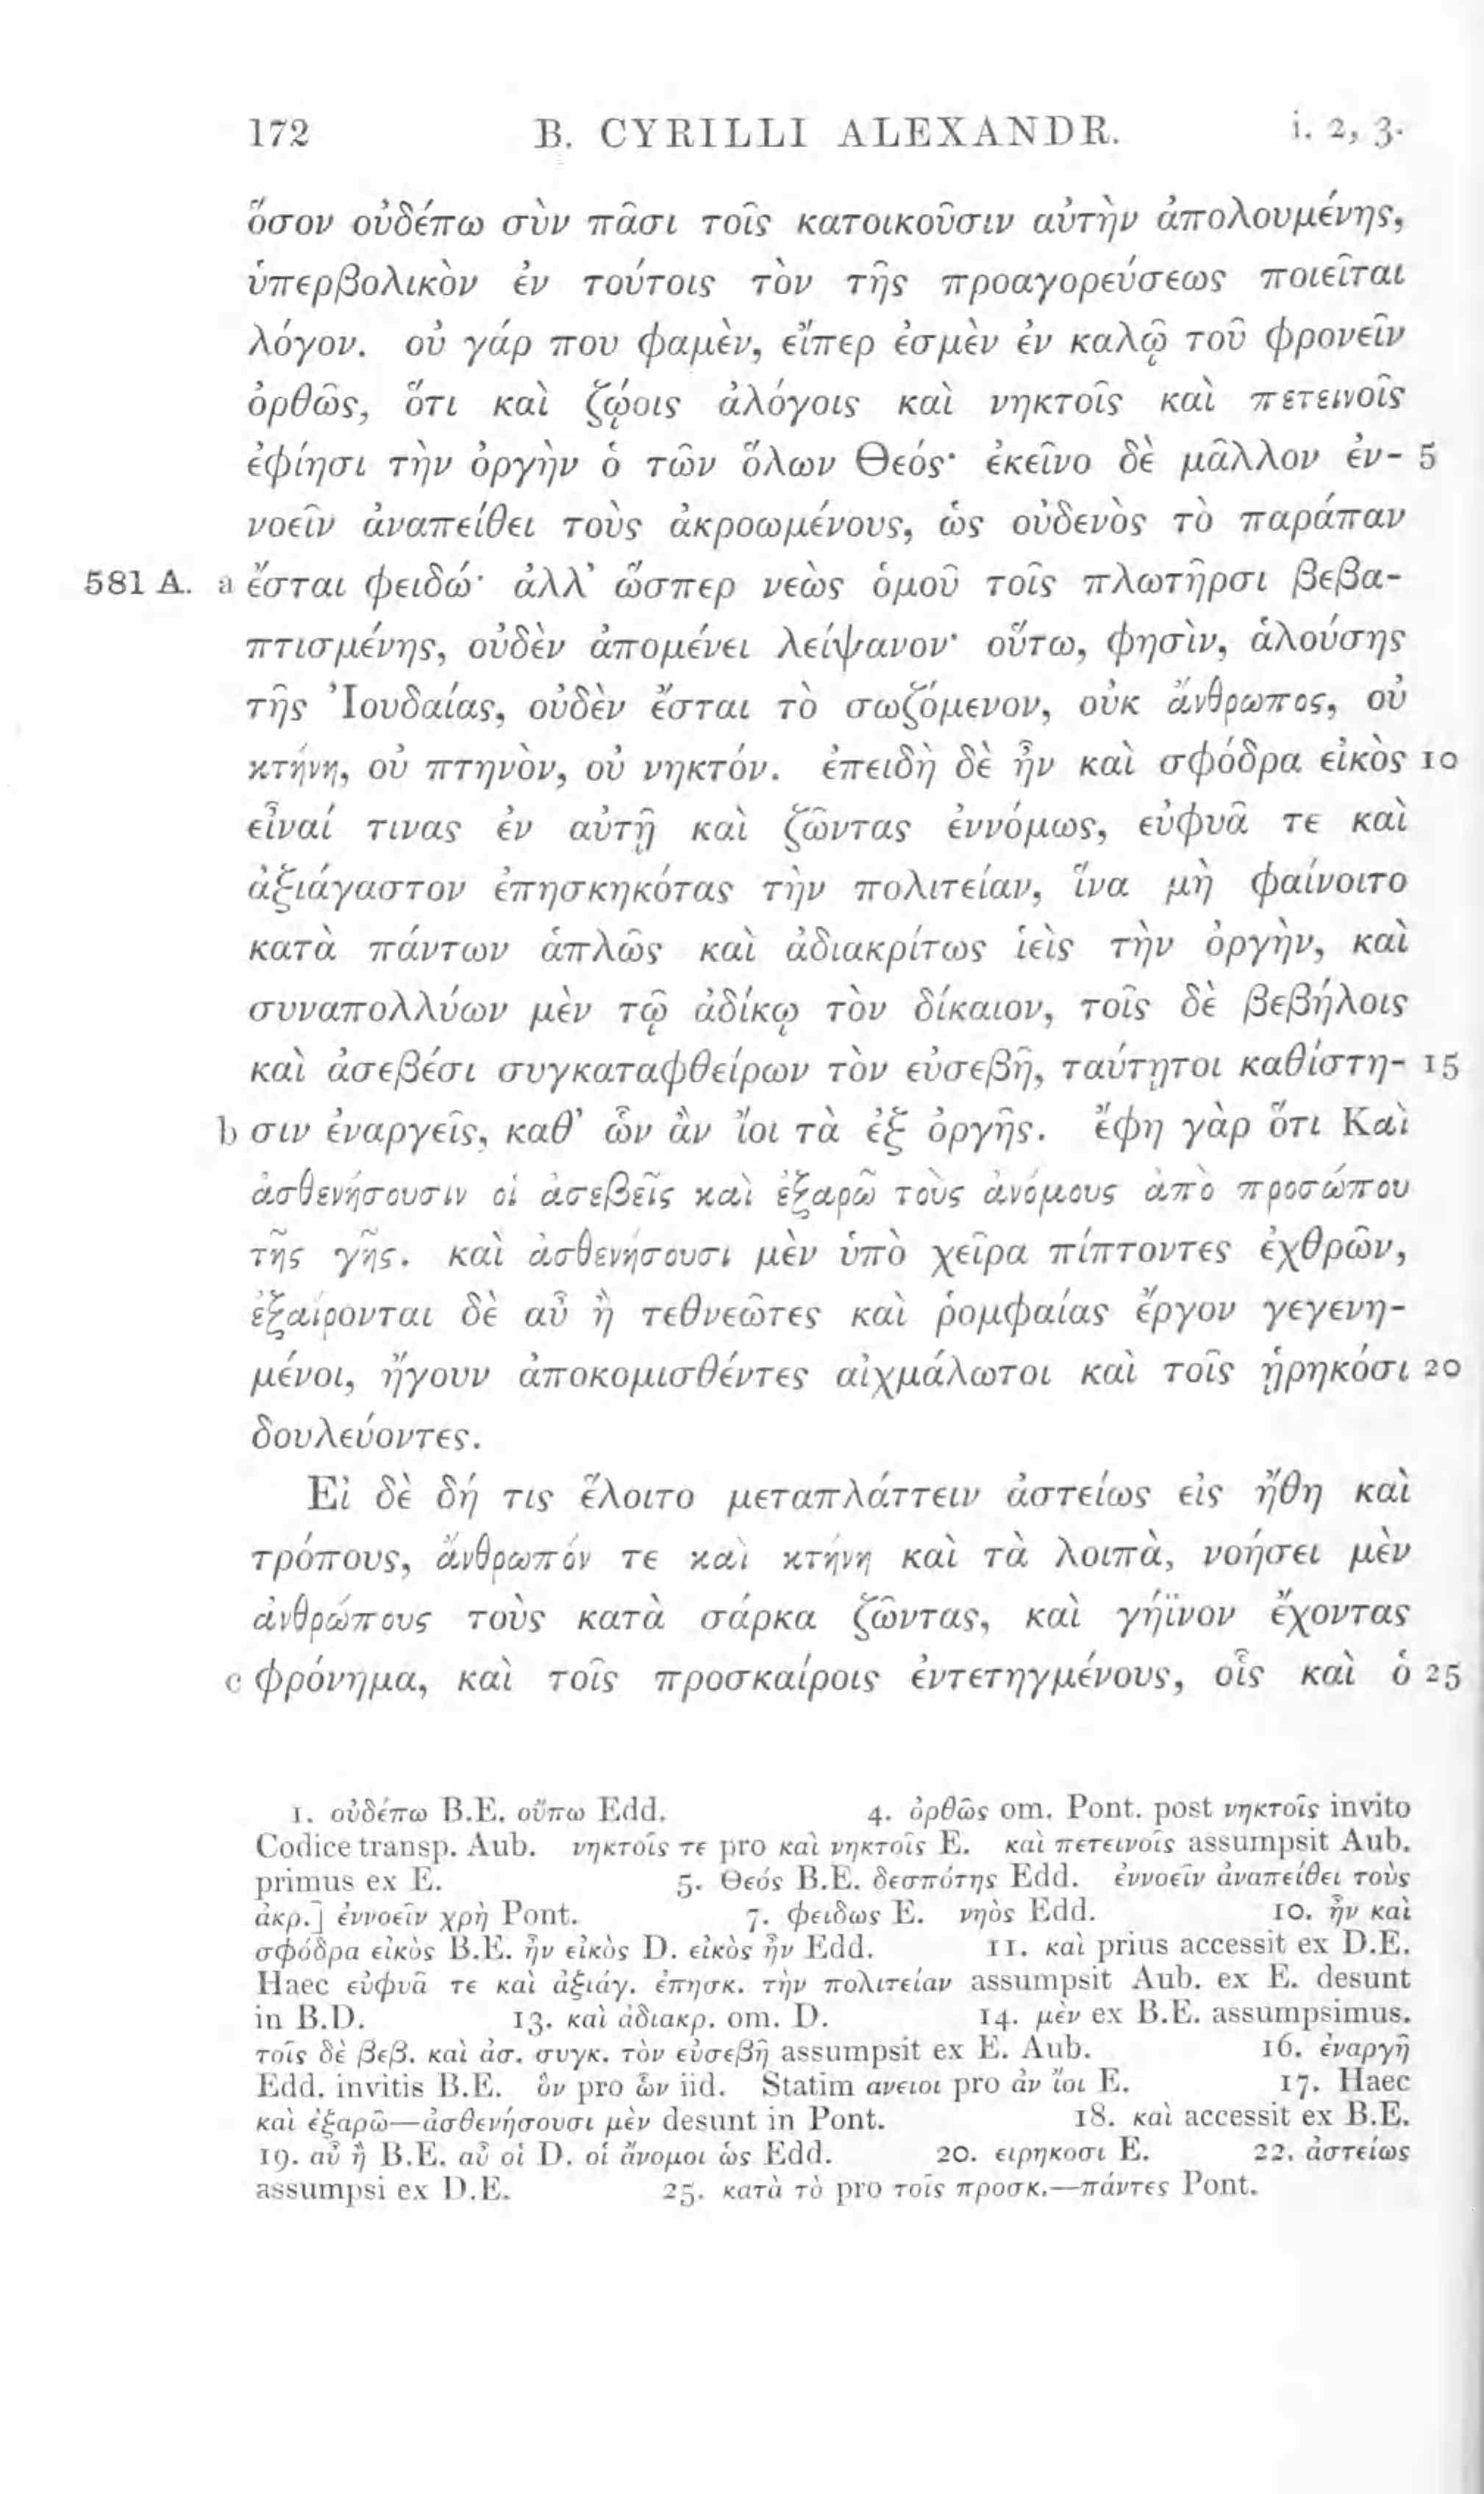 172 B. CYRILLI ALEXANDR. i. 2, 3.
ὅσον οὐδέπω σὺν πᾶσι τοῖς κατοικοῦσιν αὐτὴν ἀπολουμένης,
ὑπερβολικὸν ἐν τούτοις τὸν τῆς προαγορεύσεως ποιεῖται
λόγον. οὐ γάρ που φαμὲν, εἴπερ ἐσμὲν ἐν καλῷ τοῦ φρονεῖν
ὀρθῶς, ὅτι καὶ ζῴοις ἀλόγοις καὶ νηκτοῖς καὶ πετεινοῖς
ἐφίησι τὴν ὀργὴν ὁ τῶν ὅλων Θεός· ἐκεῖνο δὲ μᾶλλον ἐν- 5
νοεῖν ἀναπείθει τοὺς ἀκροωμένους, ὡς οὐδενὸς τὸ παράπαν
581 A. a ἔσται φειδώ· ἀλλ’ ὥσπερ νεὼς ὁμοῦ τοῖς πλωτῆρσι βεβα-
πτισμένης, οὐδὲν ἀπομένει λείψανον· οὕτω, φησὶν, ἁλούσης
τῆς Ἰουδαίας, οὐδὲν ἔσται τὸ σωζόμενον, οὐκ ἄνθρωπος, οὐ
κτήνη, οὐ πτηνὸν, οὐ νηκτόν. ἐπειδὴ δὲ ἦν καὶ σφόδρα εἰκὸς 10
εἶναί τινας ἐν αὐτῇ καὶ ζῶντας ἐννόμως, εὐφυᾶ τε καὶ
ἀξιάγαστον ἐπησκηκότας τὴν πολιτείαν, ἵνα μὴ φαίνοιτο
κατὰ πάντων ἁπλῶς καὶ ἀδιακρίτως ἱεὶς τὴν ὀργὴν, καὶ
συναπολλύων μὲν τῷ ἀδίκῳ τὸν δίκαιον, τοῖς δὲ βεβήλοις
καὶ ἀσεβέσι συγκαταφθείρων τὸν εὐσεβῆ, ταύτῃτοι καθίστη- 15
b σιν ἐναργεῖς, καθ’ ὧν ἂν ἴοι τὰ ἐξ ὀργῆς. ἔφη γὰρ ὅτι Καὶ
ἀσθενήσουσιν οἱ ἀσεβεῖς καὶ ἐξαρῶ τοὺς ἀνόμους ἀπὸ προσώπου
τῆς γῆς. καὶ ἀσθενήσουσι μὲν ὑπὸ χεῖρα πίπτοντες ἐχθρῶν,
ἐξαίρονται δὲ αὖ ἢ τεθνεῶτες καὶ ῥομφαίας ἔργον γεγενη-
μένοι, ἤγουν ἀποκομισθέντες αἰχμάλωτοι καὶ τοῖς ᾑρηκόσι 20
δουλεύοντες.
Εἰ δὲ δή τις ἕλοιτο μεταπλάττειν ἀστείως εἰς ἤθη καὶ
τρόπους, ἄνθρωπόν τε καὶ κτήνη καὶ τὰ λοιπὰ, νοήσει μὲν
ἀνθρώπους τοὺς κατὰ σάρκα ζῶντας, καὶ γήϊνον ἔχοντας
c φρόνημα, καὶ τοῖς προσκαίροις ἐντετηγμένους, οἷς καὶ ὁ 25
1. οὐδέπω B.E. οὔπω Edd. 4. ὀρθῶς om. Pont. post νηκτοῖς invito
Codice transp. Aub. νηκτοῖς τε pro καὶ νηκτοῖς E. καὶ πετεινοῖς assumpsit Aub.
primus ex E. 5. Θεός B.E. δεσπότης Edd. ἐννοεῖν ἀναπείθει τοὺς
ἀκρ.] ἐννοεῖν χρὴ Pont. 7. φειδως E. νηὸς Edd. 10. ἦν καὶ
σφόδρα εἰκὸς B.E. ἦν εἰκὸς D. εἰκὸς ἦν Edd. 11. καὶ prius accessit ex D.E.
Haec εὐφυᾶ τε καὶ ἀξιάγ. ἐπησκ. τὴν πολιτείαν assumpsit Aub. ex E. desunt
in B.D. 13. καὶ ἀδιακρ. om. D. 14. μὲν ex B.E. assumpsimus.
τοῖς δὲ βεβ. καὶ ἀσ. συγκ. τὸν εὐσεβῆ assumpsit ex E. Aub. 16. ἐναργῆ
Edd. invitis B.E. ὃν pro ὧν iid. Statim ανειοι pro ἂν ἴοι E. 17. Haec
καὶ ἐξαρῶ—ἀσθενήσουσι μὲν desunt in Pont. 18. καὶ accessit ex B.E.
19. αὖ ἢ B.E. αὖ οἱ D. οἱ ἄνομοι ὡς Edd. 20. ειρηκοσι E. 22. ἀστείως
assumpsi ex D.E. 25. κατὰ τὸ pro τοῖς προσκ.—πάντες Pont.